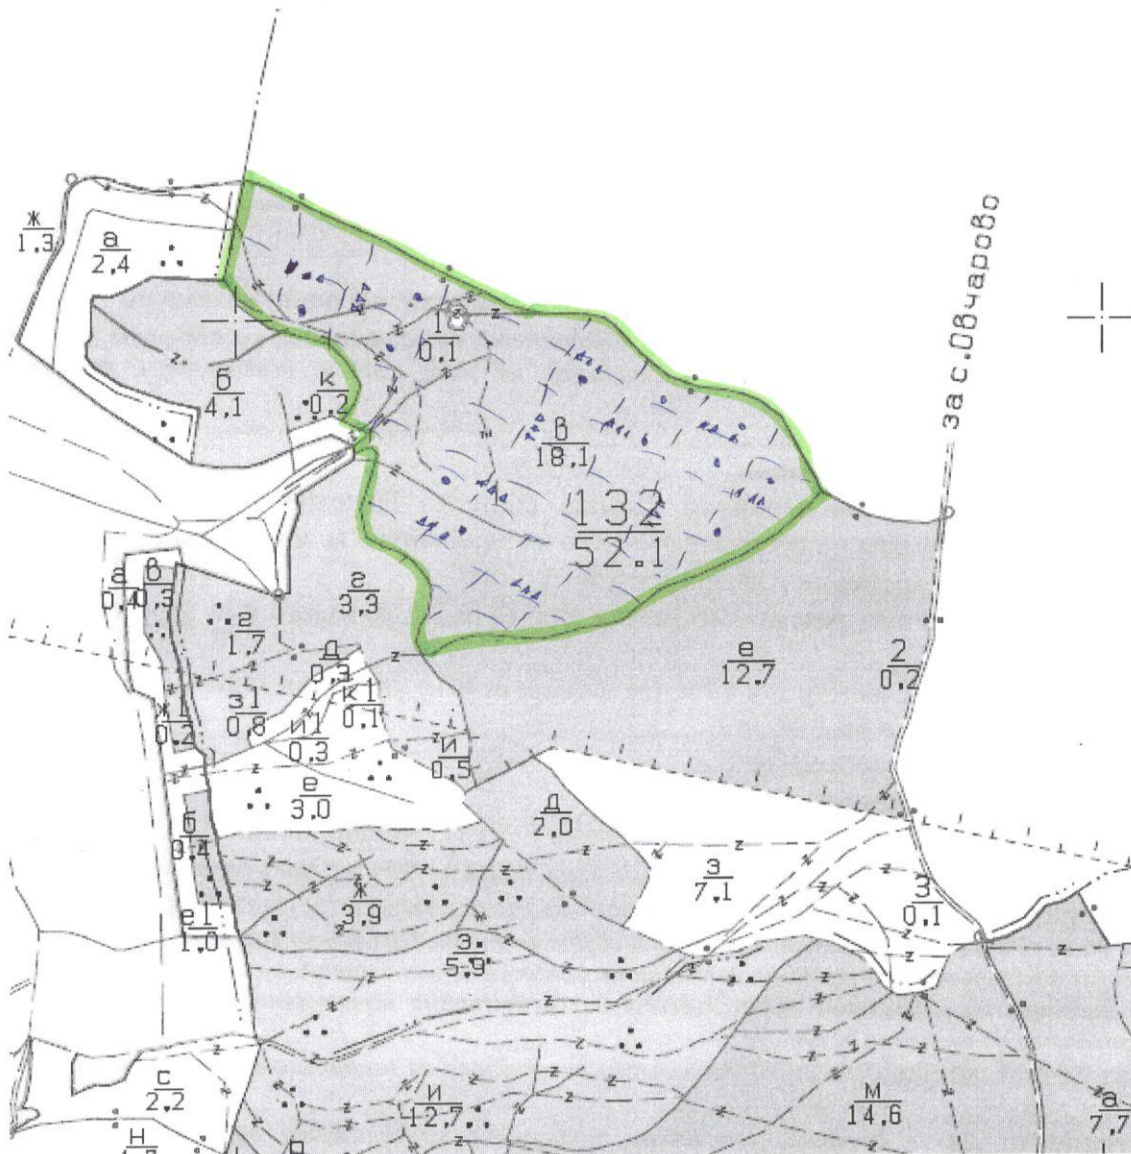 за с. Овчарово
ж
1,3
а
2,4
1
0,1
б
4,1
к
0,2
в
18,1
132
52.1
а
0,4
в
0,3
г
3,3
г
1,7
д
0,3
е
12,7
2
0,2
ж1
0,2
з1
0,8
к1
0,1
и1
0,3
и
0,5
е
3,0
д
2,0
б
0,4
з
7,1
ж
3,9
3
0,1
е1
1,0
з
5,9
с
2,2
и
12,7
м
14,6
а
7,7
н